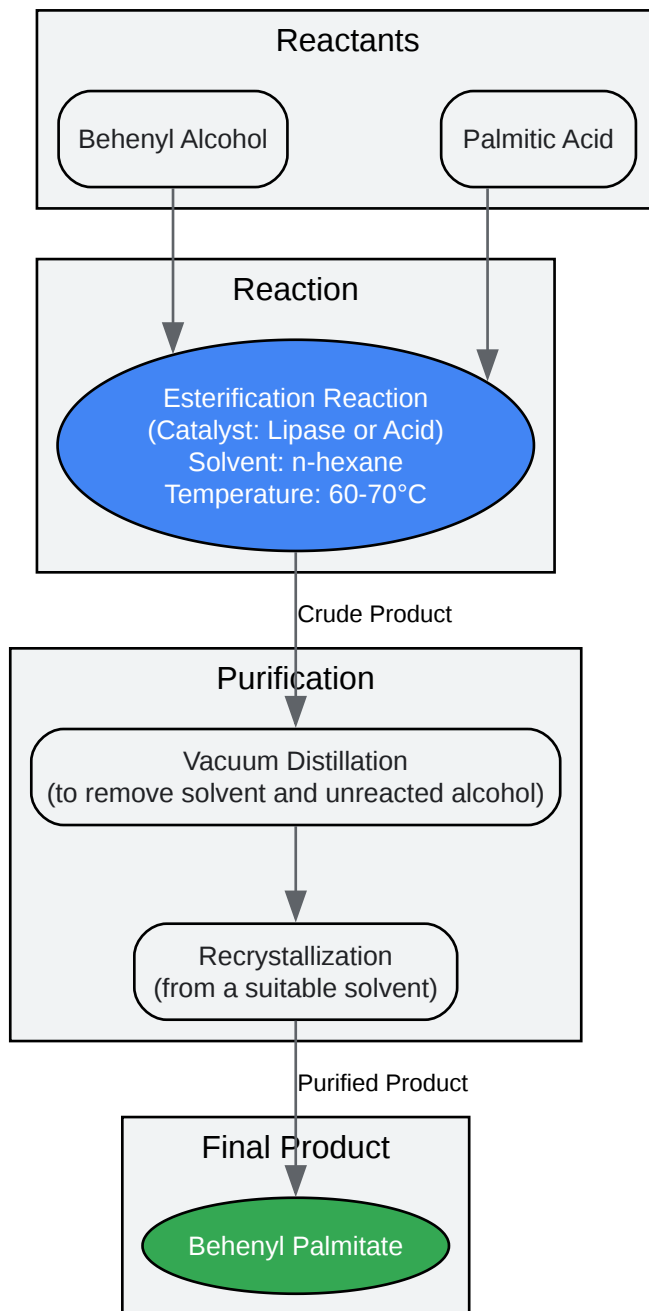 Reactants
Behenyl Alcohol
Palmitic Acid
Reaction
Esterification Reaction
(Catalyst: Lipase or Acid)
Solvent: n-hexane
Temperature: 60-70°C
Crude Product
Purification
Vacuum Distillation
(to remove solvent and unreacted alcohol)
Recrystallization
(from a suitable solvent)
Purified Product
Final Product
Behenyl Palmitate